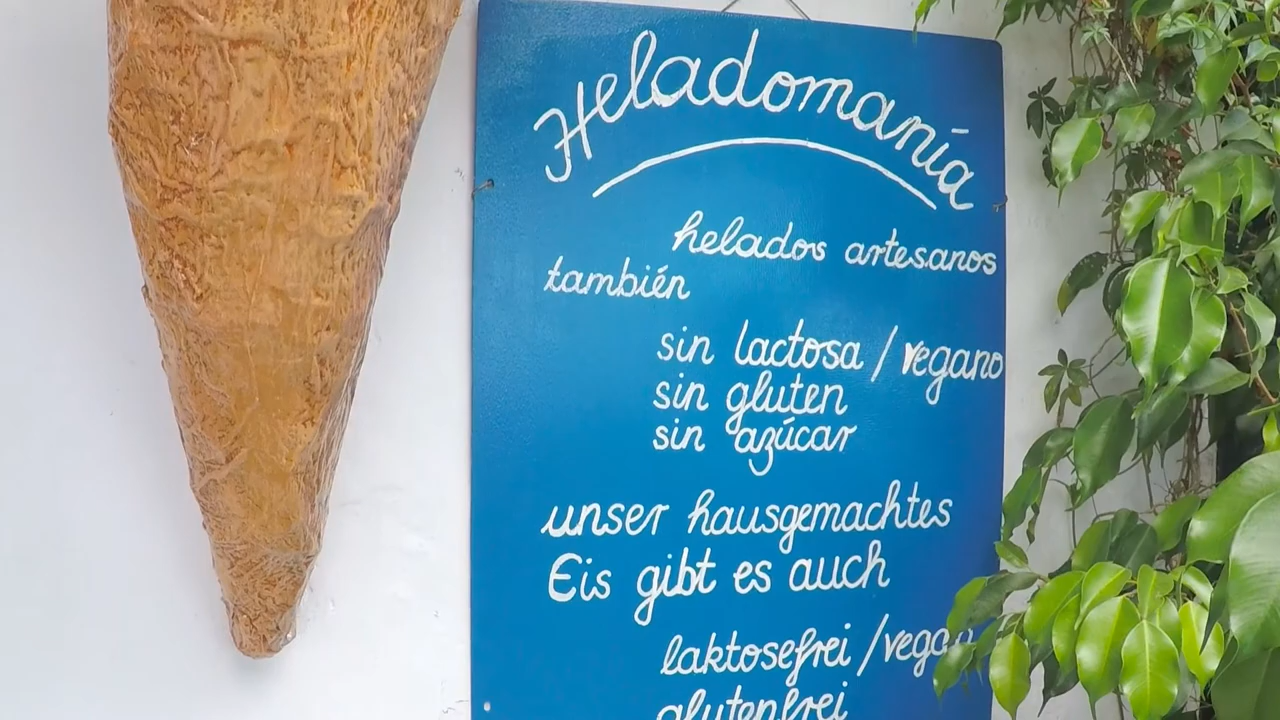 Heladomanía
helados artesanos
también
sin lactosa / vegano
sin gluten
sin azúcar
unser hausgemachtes
Eis gibt es auch
laktosefrei / vegan
glutenfrei